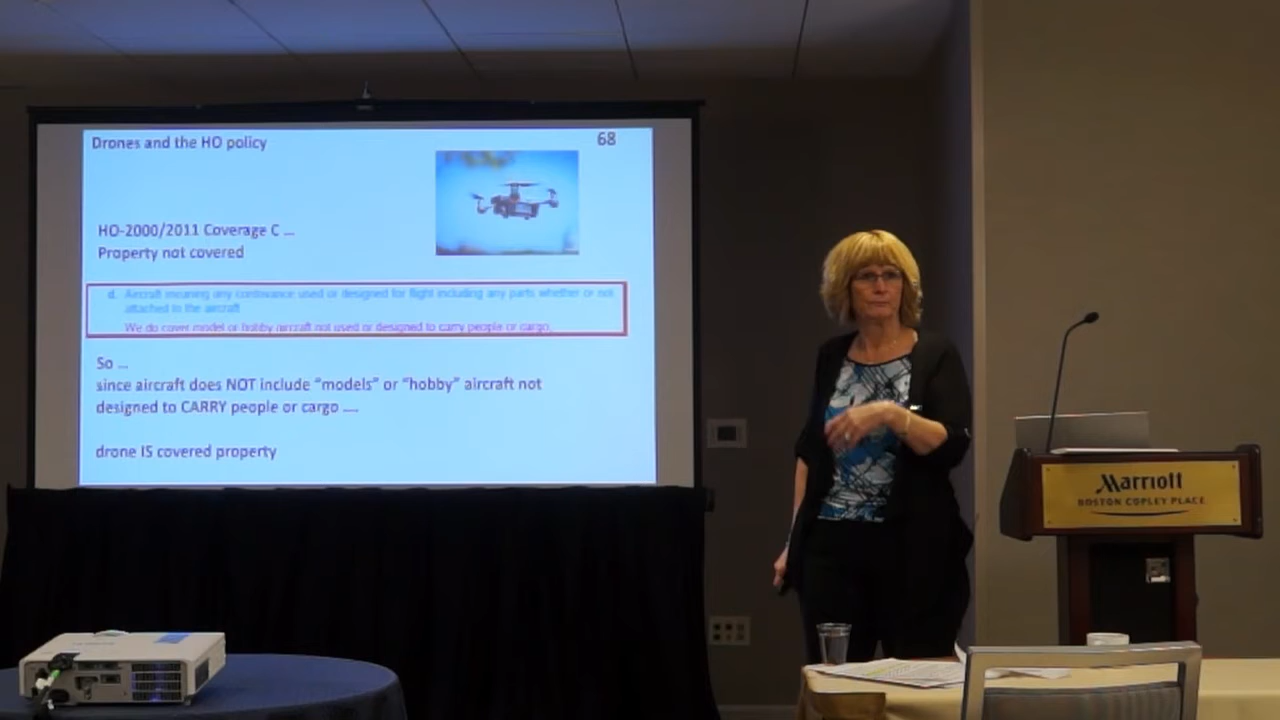 Drones and the HO policy
68
HO-2000/2011 Coverage C ...
Property not covered
d. Aircraft meaning any contrivance used or designed for flight including any parts whether or not
attached to the aircraft
We do cover model or hobby aircraft not used or designed to carry people or cargo.
So ...
since aircraft does NOT include "models" or "hobby" aircraft not
designed to CARRY people or cargo ....
drone IS covered property
Marriott
BOSTON COPLEY PLACE